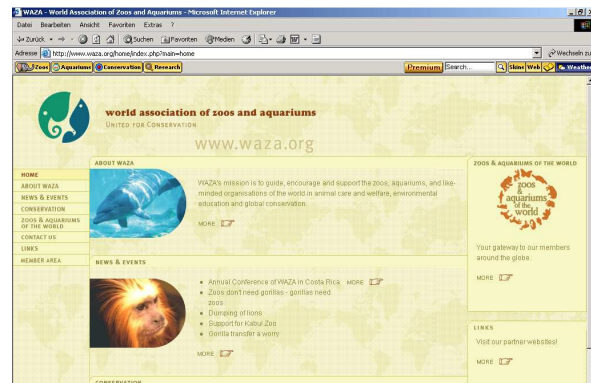 WAZA - World Association of Zoos and Aquariums - Microsoft Internet Explorer
Datei Bearbeiten Ansicht Favoriten Extras ?
Zurück Suchen Favoriten Medien
Adresse http://www.waza.org/home/index.php?main=home Wechseln zu
Zoos Aquariums Conservation Research Premium Search... Skins Web Weather
world association of zoos and aquariums
UNITED FOR CONSERVATION
www.waza.org
HOME
ABOUT WAZA
NEWS & EVENTS
CONSERVATION
ZOOS & AQUARIUMS
OF THE WORLD
CONTACT US
LINKS
MEMBER AREA
ABOUT WAZA
WAZA's mission is to guide, encourage and support the zoos, aquariums, and like-
minded organisations of the world in animal care and welfare, environmental
education and global conservation.
MORE
NEWS & EVENTS
Annual Conference of WAZA in Costa Rica MORE
Zoos don't need gorillas - gorillas need
zoos
Dumping of lions
Support for Kabul Zoo
Gorilla transfer a worry
MORE
CONSERVATION
ZOOS & AQUARIUMS OF THE WORLD
zoos
&
aquariums
of the
world
Your gateway to our members
around the globe.
MORE
LINKS
Visit our partner websites!
MORE